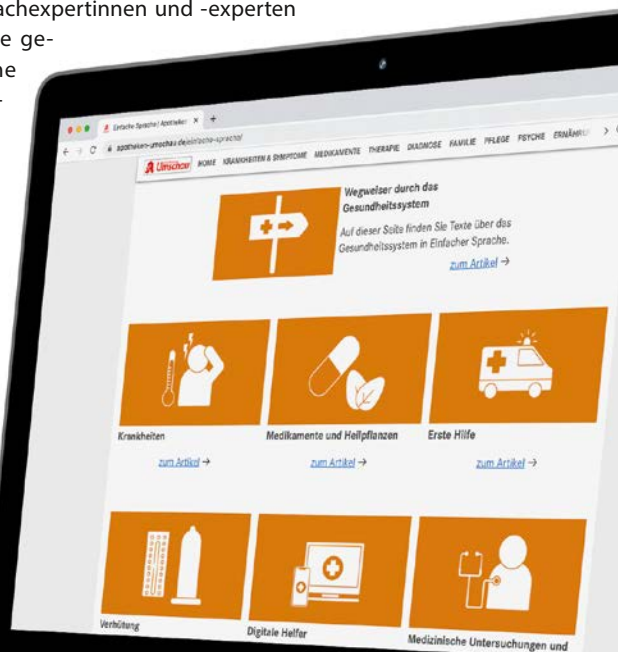 achexpertinnen und -experten
e ge-
ne
-
Einfache Sprache | Apotheken
apotheken-umschau.de/einfache-sprache/
Umschau HOME KRANKHEITEN & SYMPTOME MEDIKAMENTE THERAPIE DIAGNOSE FAMILIE PFLEGE PSYCHE ERNÄHRU
Wegweiser durch das
Gesundheitssystem
Auf dieser Seite finden Sie Texte über das
Gesundheitssystem in Einfacher Sprache.
zum Artikel →
Krankheiten
zum Artikel →
Medikamente und Heilpflanzen
zum Artikel →
Erste Hilfe
zum Artikel →
Verhütung
Digitale Helfer
Medizinische Untersuchungen und